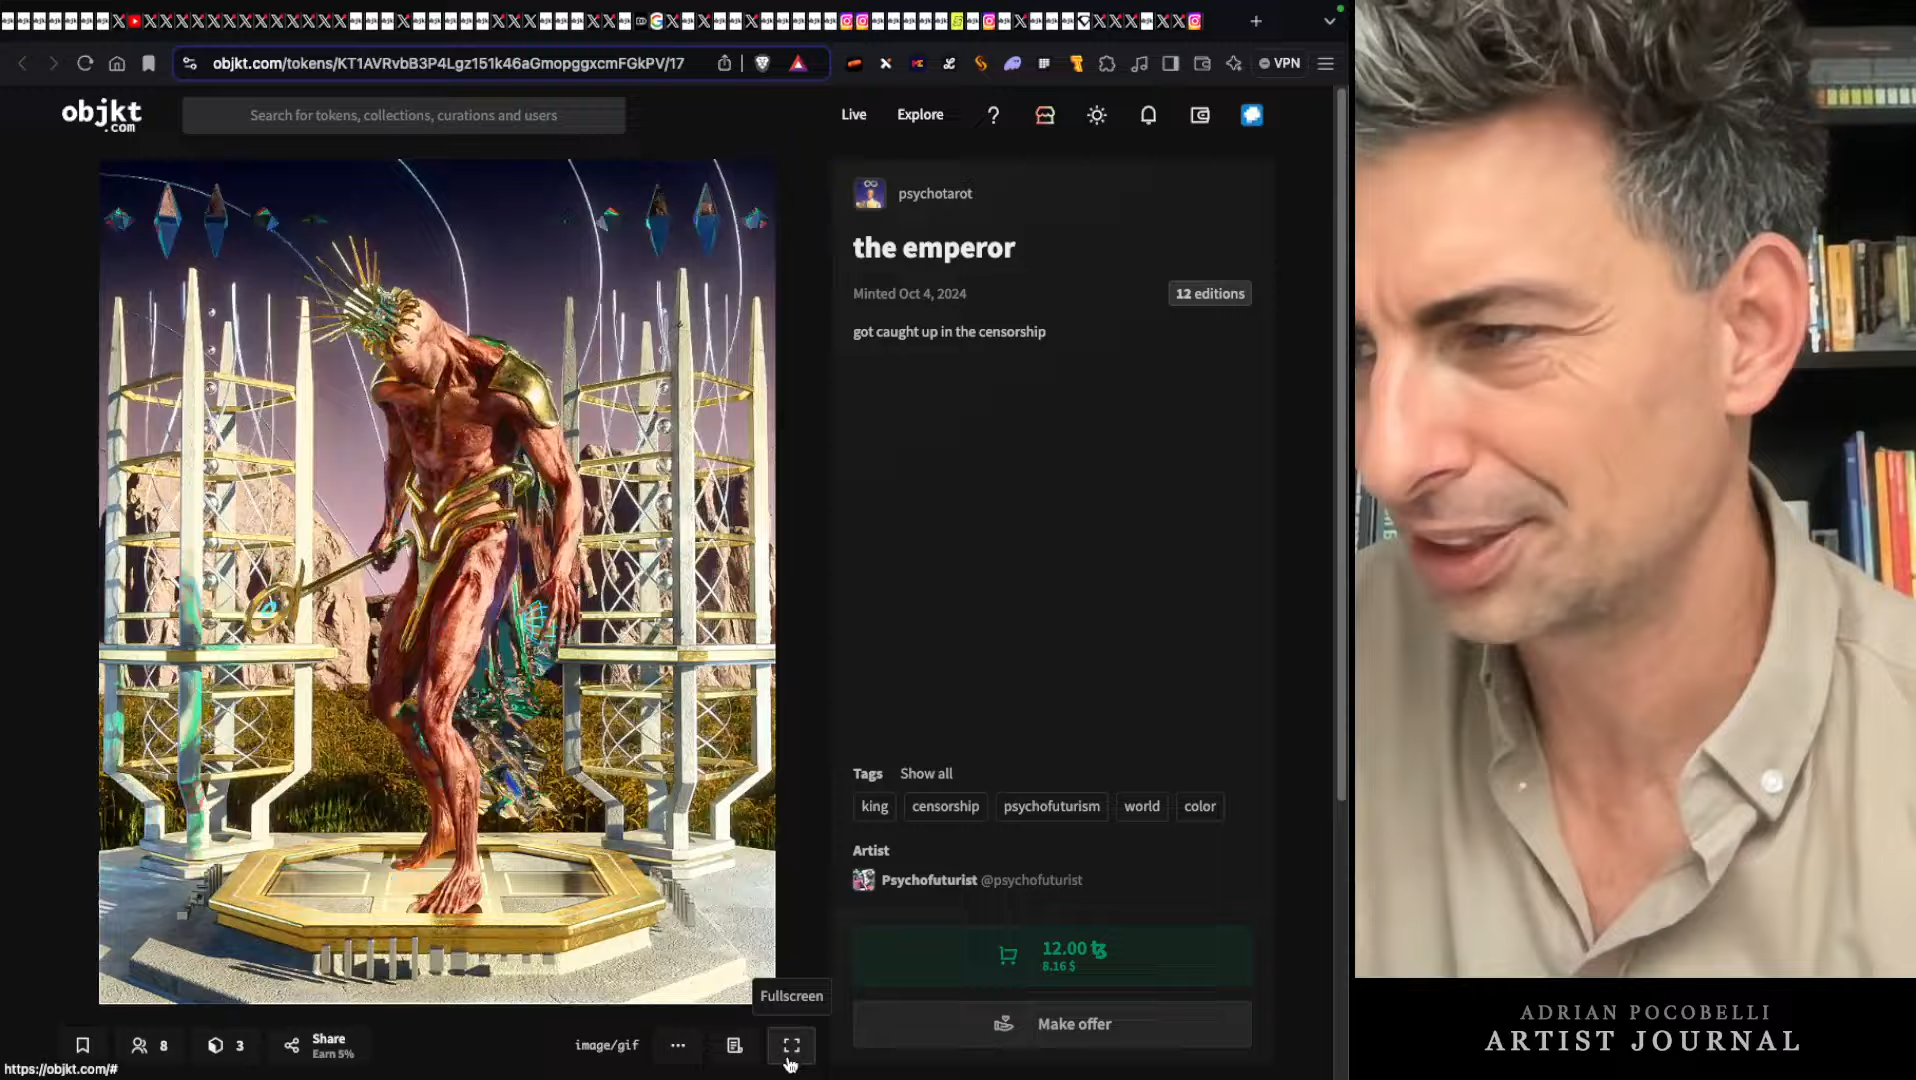 objkt.com/tokens/KT1AVRvbB3P4Lgz151k46aGmopggxcmFGkPV/17
VPN
objkt
.com
Search for tokens, collections, curations and users
Live
Explore
psychotarot
the emperor
Minted Oct 4, 2024
12 editions
got caught up in the censorship
Tags
Show all
king
censorship
psychofuturism
world
color
Artist
Psychofuturist @psychofuturist
12.00
8.16 $
Make offer
Fullscreen
8
3
Share
Earn 5%
image/gif
https://objkt.com/#
ADRIAN POCOBELLI
ARTIST JOURNAL